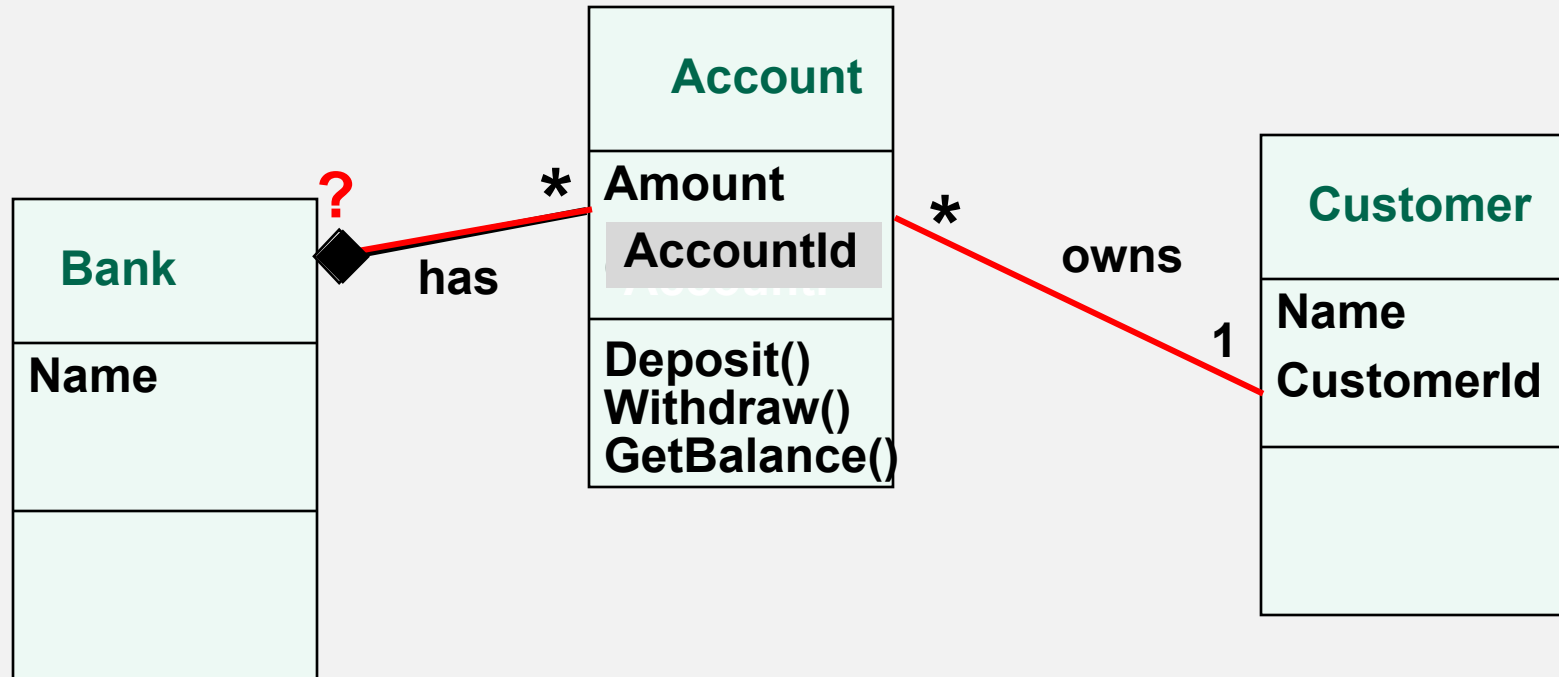 Bank
Name
?
has
*
Account
Amount
AccountId
Deposit()
Withdraw()
GetBalance()
*
owns
1
Customer
Name
CustomerId